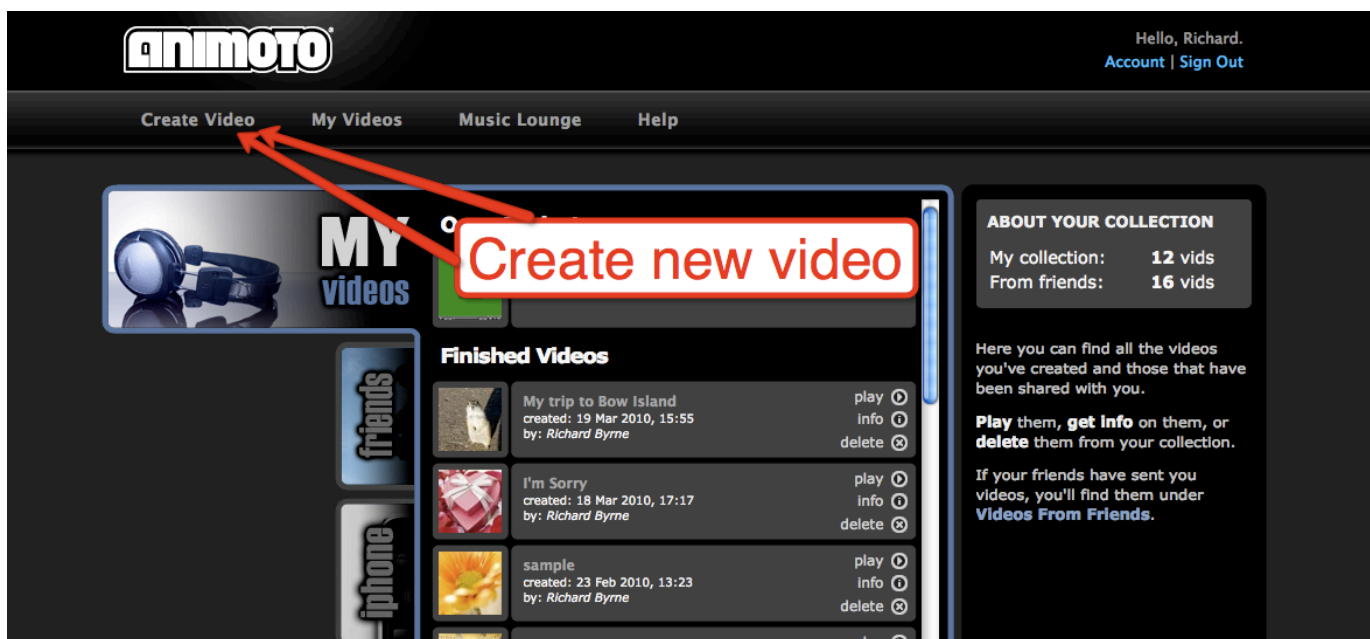 ANIMOTO
Hello, Richard.
Account | Sign Out
Create Video My Videos Music Lounge Help
MY
videos
Create new video
friends
iphone
Finished Videos
My trip to Bow Island
created: 19 Mar 2010, 15:55
by: Richard Byrne
play
info
delete
I'm Sorry
created: 18 Mar 2010, 17:17
by: Richard Byrne
play
info
delete
sample
created: 23 Feb 2010, 13:23
by: Richard Byrne
play
info
delete
ABOUT YOUR COLLECTION
My collection: 12 vids
From friends: 16 vids
Here you can find all the videos
you've created and those that have
been shared with you.
Play them, get info on them, or
delete them from your collection.
If your friends have sent you
videos, you'll find them under
Videos From Friends.